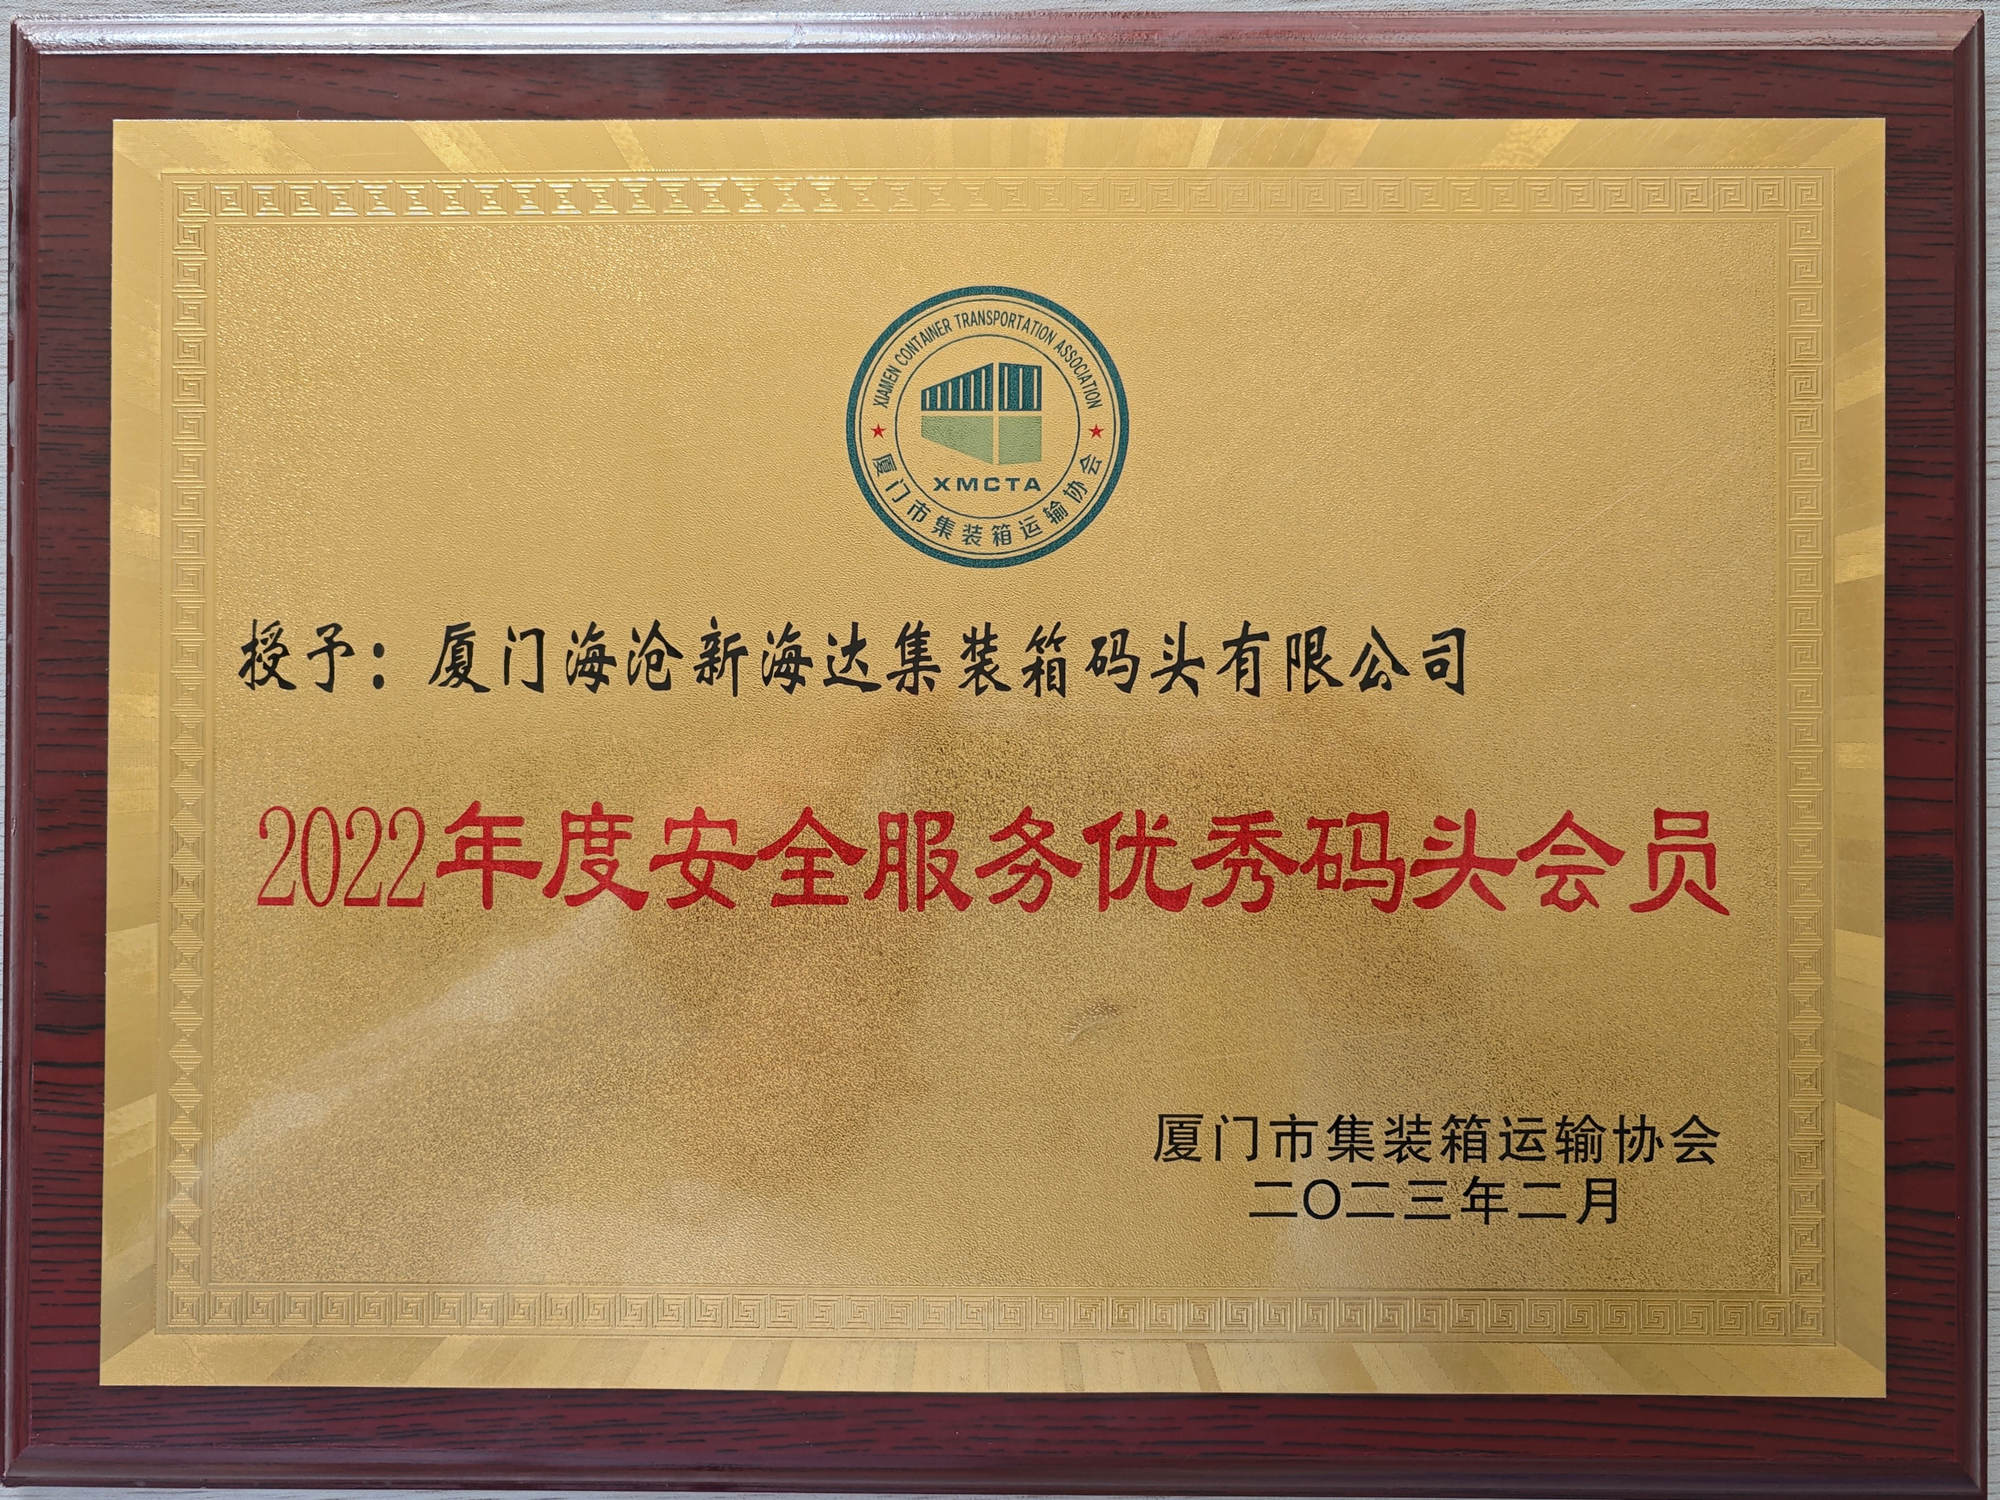 XIAMEN CONTAINER TRANSPORTATION ASSOCIATION
XMCTA
厦门市集装箱运输协会
授予：厦门海沧新海达集装箱码头有限公司
2022年度安全服务优秀码头会员
厦门市集装箱运输协会
二〇二三年二月